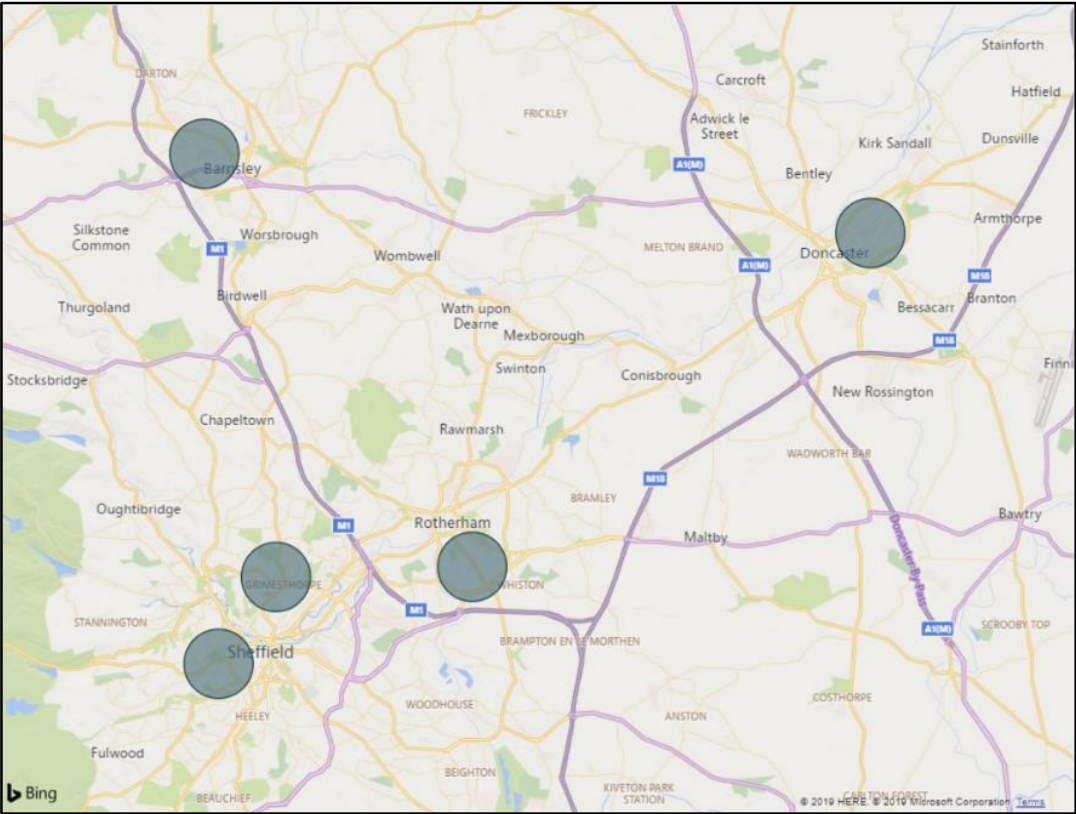 Stainforth
DARTON
Carcroft
Hatfield
FRICKLEY
Adwick le
Street
Kirk Sandall
Dunsville
Barnsley
A1(M)
Bentley
Silkstone
Common
Worsbrough
M1
Wombwell
MELTON BRAND
A1(M)
Doncaster
Armthorpe
M18
Thurgoland
Birdwell
Wath upon
Dearne
Mexborough
Bessacarr
Branton
M18
Stocksbridge
Swinton
Conisbrough
Finni
New Rossington
Chapeltown
Rawmarsh
WADWORTH BAR
M18
Oughtibridge
BRAMLEY
M1
Rotherham
Maltby
Doncaster By-Pass
Bawtry
GRIMESTHORPE
WHISTON
M1
STANNINGTON
BRAMPTON EN LE MORTHEN
A1(M)
SCROOBY TOP
Sheffield
HEELEY
WOODHOUSE
ANSTON
COSTHORPE
Fulwood
BEIGHTON
Bing
BEAUCHIEF
KIVETON PARK
STATION
CARLTON FOREST
© 2019 HERE, © 2019 Microsoft Corporation Terms